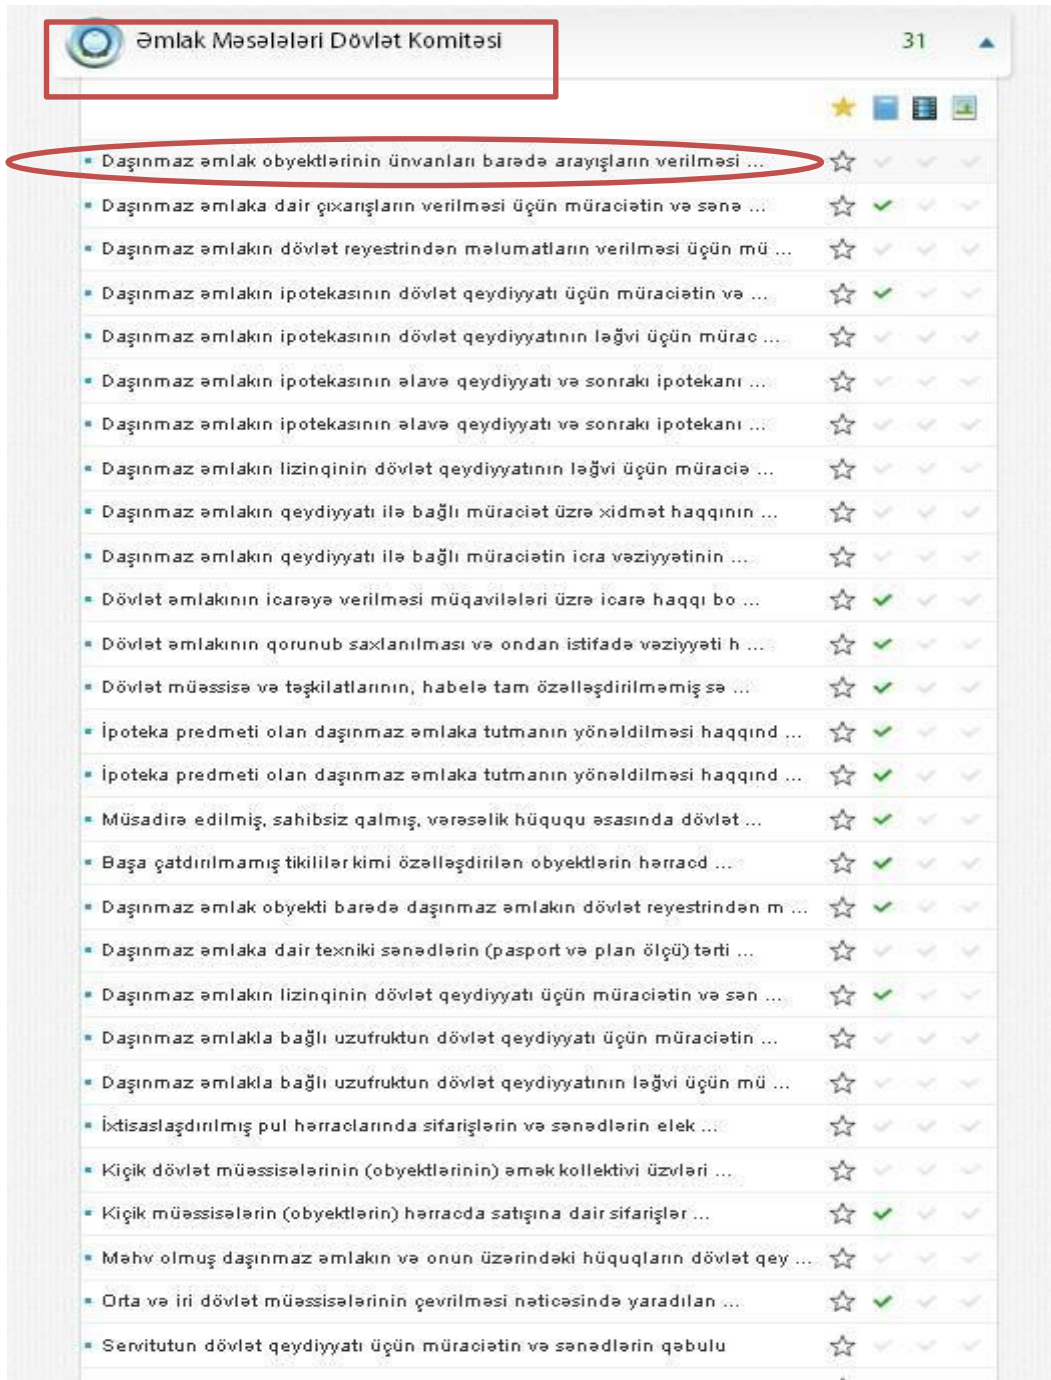 Əmlak Məsələləri Dövlət Komitəsi 31
Daşınmaz əmlak obyektlərinin ünvanları barədə arayışların verilməsi ...
Daşınmaz əmlaka dair çıxarışların verilməsi üçün müraciətin və sənə ...
Daşınmaz əmlakın dövlət reyestrindən məlumatların verilməsi üçün mü ...
Daşınmaz əmlakın ipotekasının dövlət qeydiyyatı üçün müraciətin və ...
Daşınmaz əmlakın ipotekasının dövlət qeydiyyatının ləğvi üçün mürac ...
Daşınmaz əmlakın ipotekasının əlavə qeydiyyatı və sonrakı ipotekanı ...
Daşınmaz əmlakın ipotekasının əlavə qeydiyyatı və sonrakı ipotekanı ...
Daşınmaz əmlakın lizinqinin dövlət qeydiyyatının ləğvi üçün müraciə ...
Daşınmaz əmlakın qeydiyyatı ilə bağlı müraciət üzrə xidmət haqqının ...
Daşınmaz əmlakın qeydiyyatı ilə bağlı müraciətin icra vəziyyətinin ...
Dövlət əmlakının icarəyə verilməsi müqavilələri üzrə icarə haqqı bo ...
Dövlət əmlakının qorunub saxlanılması və ondan istifadə vəziyyəti h ...
Dövlət müəssisə və təşkilatlarının, habelə tam özəlləşdirilməmiş sə ...
İpoteka predmeti olan daşınmaz əmlaka tutmanın yönəldilməsi haqqınd ...
İpoteka predmeti olan daşınmaz əmlaka tutmanın yönəldilməsi haqqınd ...
Müsadirə edilmiş, sahibsiz qalmış, vərəsəlik hüququ əsasında dövlət ...
Başa çatdırılmamış tikililər kimi özəlləşdirilən obyektlərin hərracd ...
Daşınmaz əmlak obyekti barədə daşınmaz əmlakın dövlət reyestrindən m ...
Daşınmaz əmlaka dair texniki sənədlərin (pasport və plan ölçü) tərti ...
Daşınmaz əmlakın lizinqinin dövlət qeydiyyatı üçün müraciətin və sən ...
Daşınmaz əmlakla bağlı uzufruktun dövlət qeydiyyatı üçün müraciətin ...
Daşınmaz əmlakla bağlı uzufruktun dövlət qeydiyyatının ləğvi üçün mü ...
İxtisaslaşdırılmış pul hərraclarında sifarişlərin və sənədlərin elek ...
Kiçik dövlət müəssisələrinin (obyektlərinin) əmək kollektivi üzvləri ...
Kiçik müəssisələrin (obyektlərin) hərracda satışına dair sifarişlər ...
Məhv olmuş daşınmaz əmlakın və onun üzərindəki hüquqların dövlət qey ...
Orta və iri dövlət müəssisələrinin çevrilməsi nəticəsində yaradılan ...
Servitutun dövlət qeydiyyatı üçün müraciətin və sənədlərin qəbulu